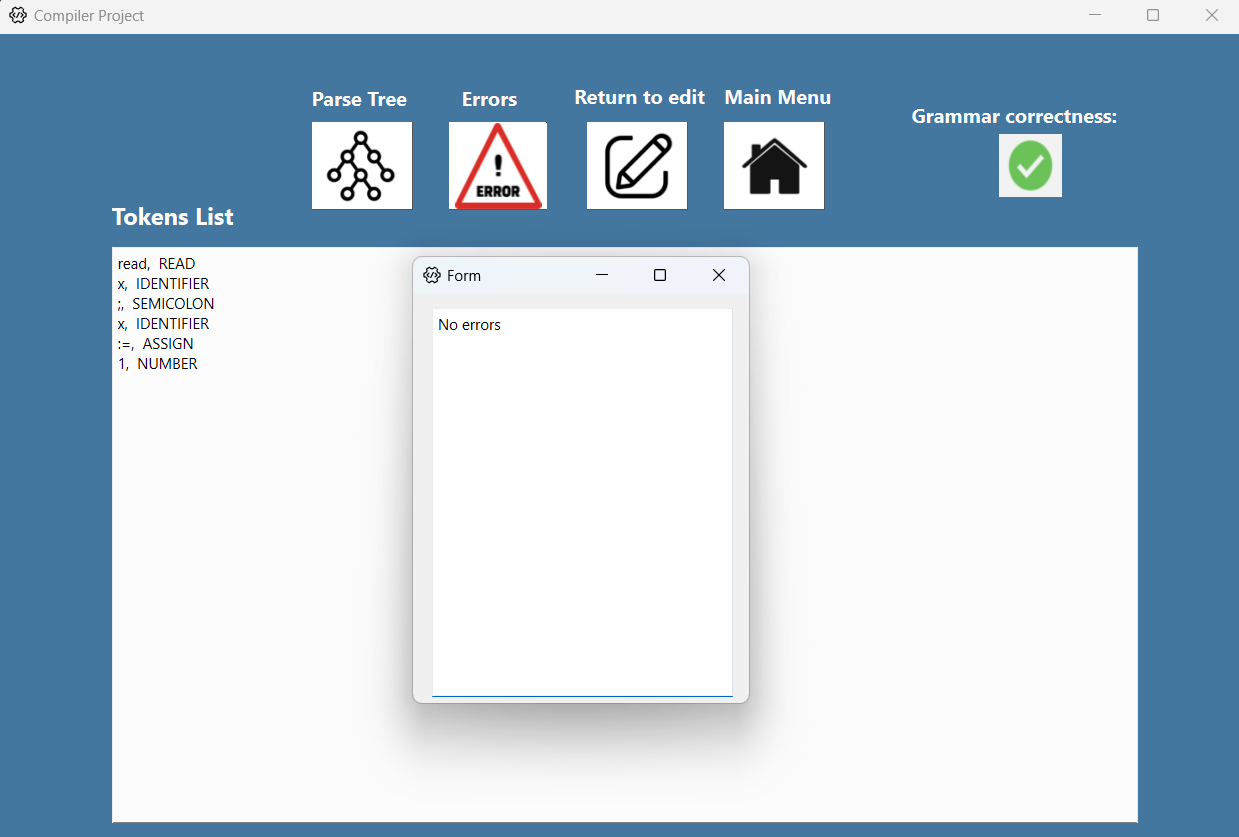 Compiler Project
Parse Tree
Errors
Return to edit
Main Menu
Grammar correctness:
ERROR
Tokens List
read,  READ
x,  IDENTIFIER
;,  SEMICOLON
x,  IDENTIFIER
:=,  ASSIGN
1,  NUMBER
Form
No errors